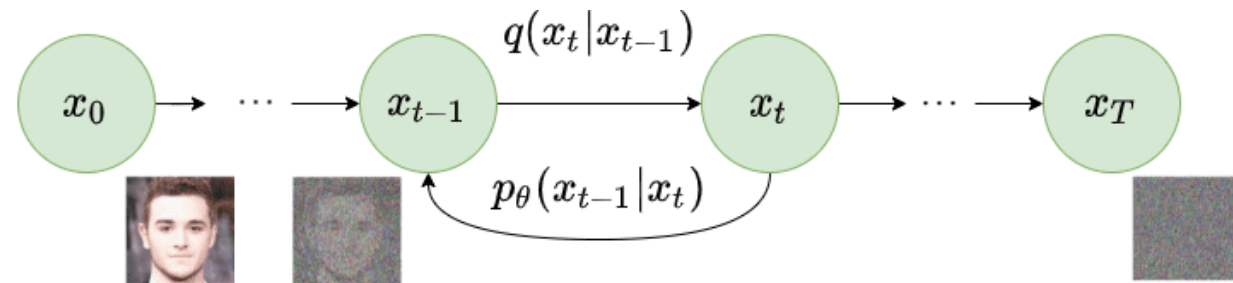 q(x_t|x_{t-1})
x_0 ⋯ x_{t-1} x_t ⋯ x_T
p_θ(x_{t-1}|x_t)